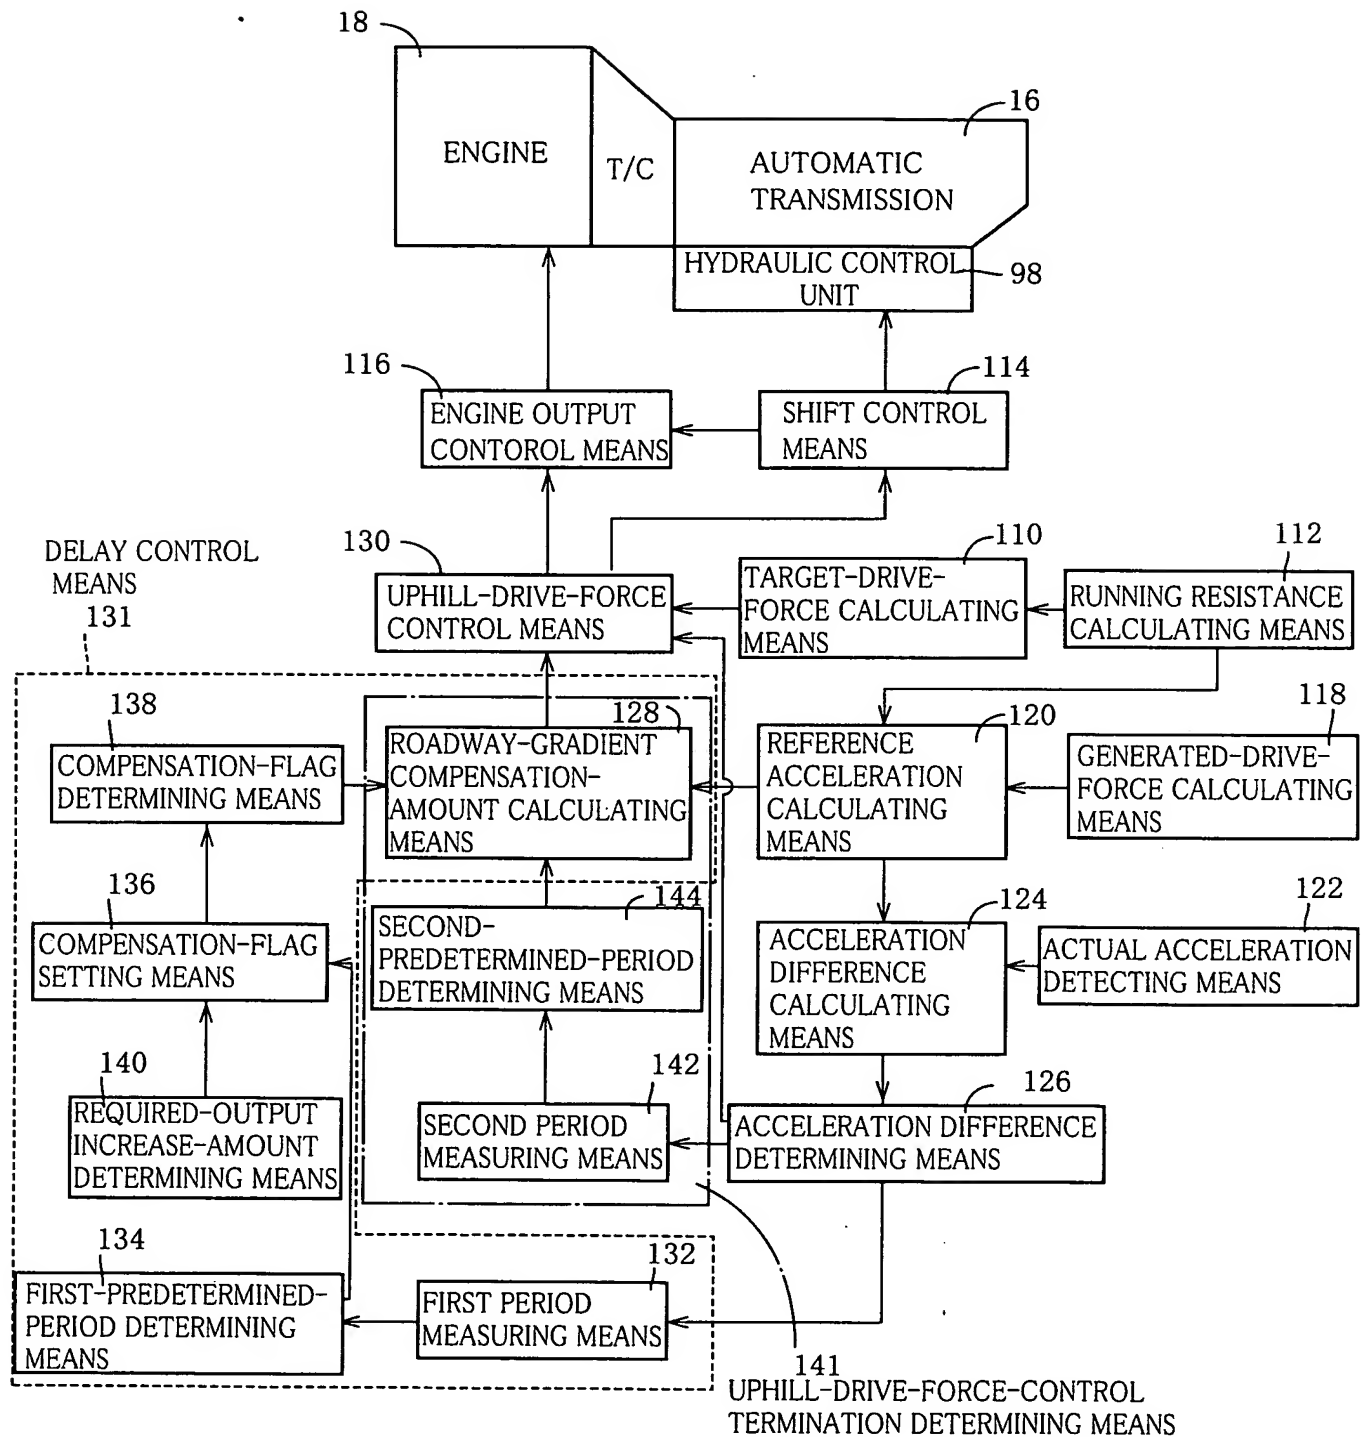 18
ENGINE
T/C
16
AUTOMATIC
TRANSMISSION
HYDRAULIC CONTROL
UNIT
98
116
ENGINE OUTPUT
CONTOROL MEANS
114
SHIFT CONTROL
MEANS
DELAY CONTROL
MEANS
131
130
UPHILL-DRIVE-FORCE
CONTROL MEANS
110
TARGET-DRIVE-
FORCE CALCULATING
MEANS
112
RUNNING RESISTANCE
CALCULATING MEANS
138
COMPENSATION-FLAG
DETERMINING MEANS
128
ROADWAY-GRADIENT
COMPENSATION-
AMOUNT CALCULATING
MEANS
120
REFERENCE
ACCELERATION
CALCULATING
MEANS
118
GENERATED-DRIVE-
FORCE CALCULATING
MEANS
136
COMPENSATION-FLAG
SETTING MEANS
144
SECOND-
PREDETERMINED-PERIOD
DETERMINING MEANS
124
ACCELERATION
DIFFERENCE
CALCULATING
MEANS
122
ACTUAL ACCELERATION
DETECTING MEANS
140
REQUIRED-OUTPUT
INCREASE-AMOUNT
DETERMINING MEANS
142
SECOND PERIOD
MEASURING MEANS
126
ACCELERATION DIFFERENCE
DETERMINING MEANS
134
FIRST-PREDETERMINED-
PERIOD DETERMINING
MEANS
132
FIRST PERIOD
MEASURING MEANS
141
UPHILL-DRIVE-FORCE-CONTROL
TERMINATION DETERMINING MEANS